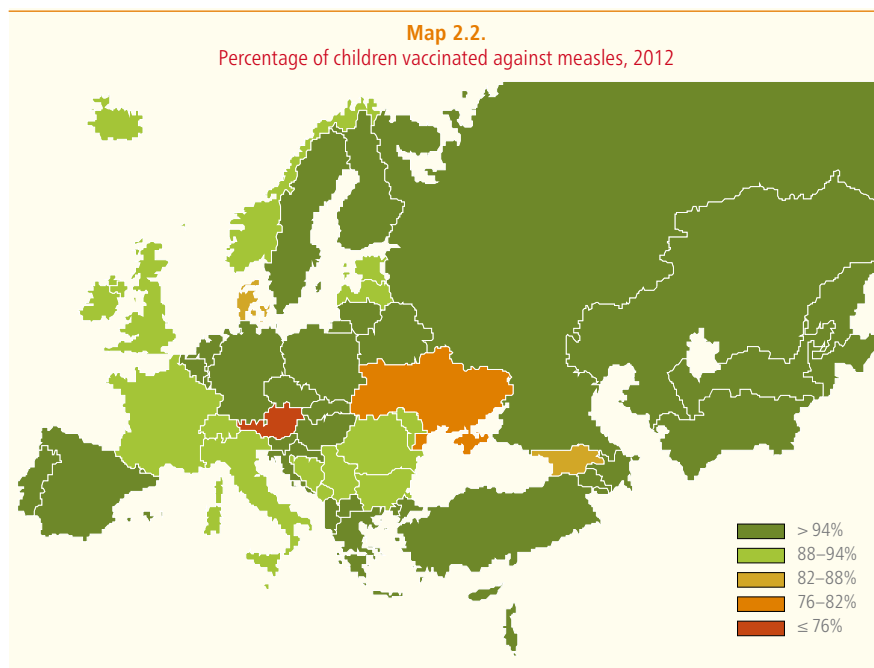 Map 2.2.
Percentage of children vaccinated against measles, 2012
> 94%
88–94%
82–88%
76–82%
≤ 76%